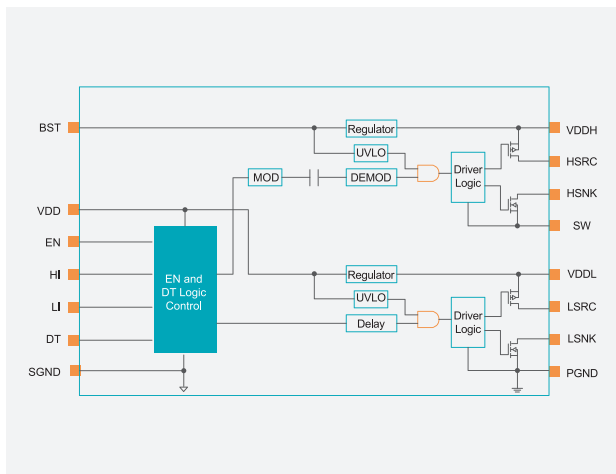 BST
Regulator
VDDH
UVLO
HSRC
MOD
DEMOD
Driver
Logic
HSNK
VDD
SW
EN
EN and
DT Logic
Control
HI
Regulator
VDDL
LI
UVLO
LSRC
Delay
Driver
Logic
DT
LSNK
SGND
PGND